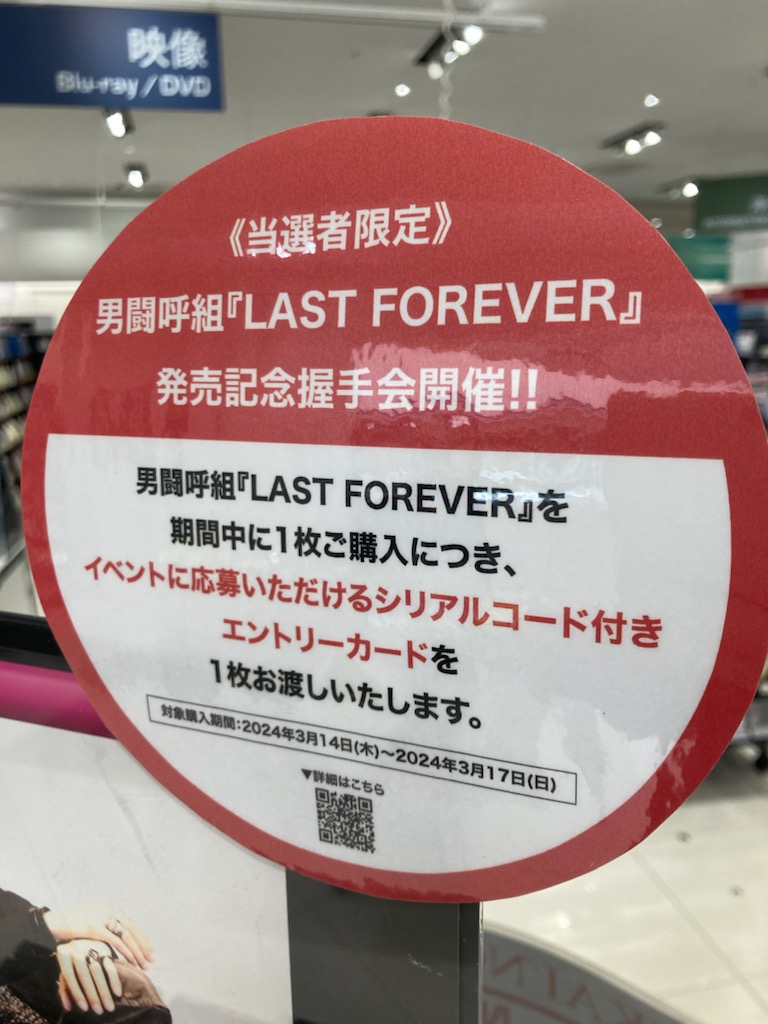 映像
Blu-ray / DVD
《当選者限定》
男闘呼組『LAST FOREVER』
発売記念握手会開催!!
男闘呼組『LAST FOREVER』を
期間中に1枚ご購入につき、
イベントに応募いただけるシリアルコード付き
エントリーカードを
1枚お渡しいたします。
対象購入期間:2024年3月14日(木)～2024年3月17日(日)
▼詳細はこちら